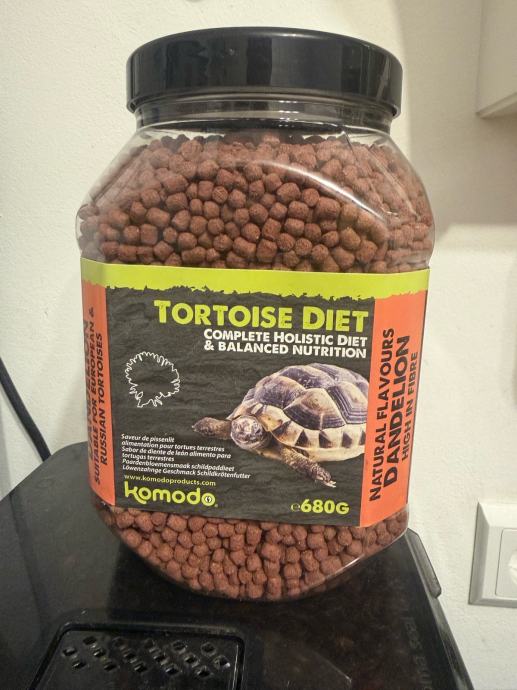 TORTOISE DIET
COMPLETE HOLISTIC DIET
& BALANCED NUTRITION
SUITABLE FOR EUROPEAN &
RUSSIAN TORTOISES
NATURAL FLAVOURS
DANDELION
HIGH IN FIBRE
Saveur de pissenlit
alimentation pour tortues terrestres
Sabor de diente de león alimento para
tortugas terrestres
Paardenbloemensmaak schildpaddieet
Löwenzahnge Geschmack Schildkrötenfutter
www.komodoproducts.com
komodo
℮680G